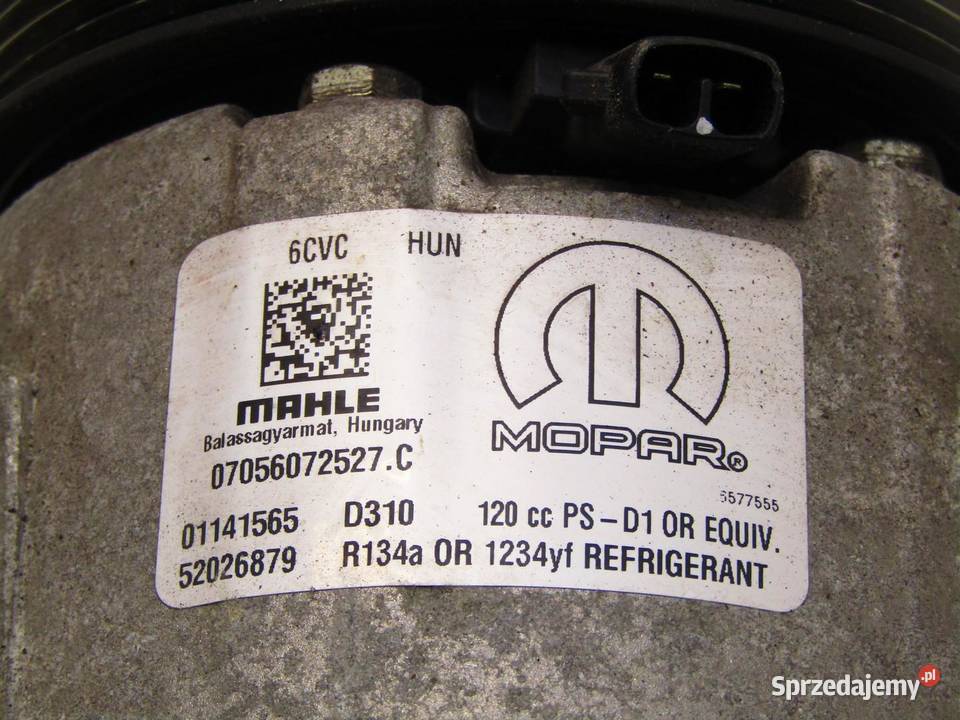 6CVC HUN
MAHLE
Balassagyarmat, Hungary
07056072527.C
MOPAR®
01141565 D310 120 cc PS-D1 OR EQUIV.
52026879 R134a OR 1234yf REFRIGERANT
Sprzedajemy.pl